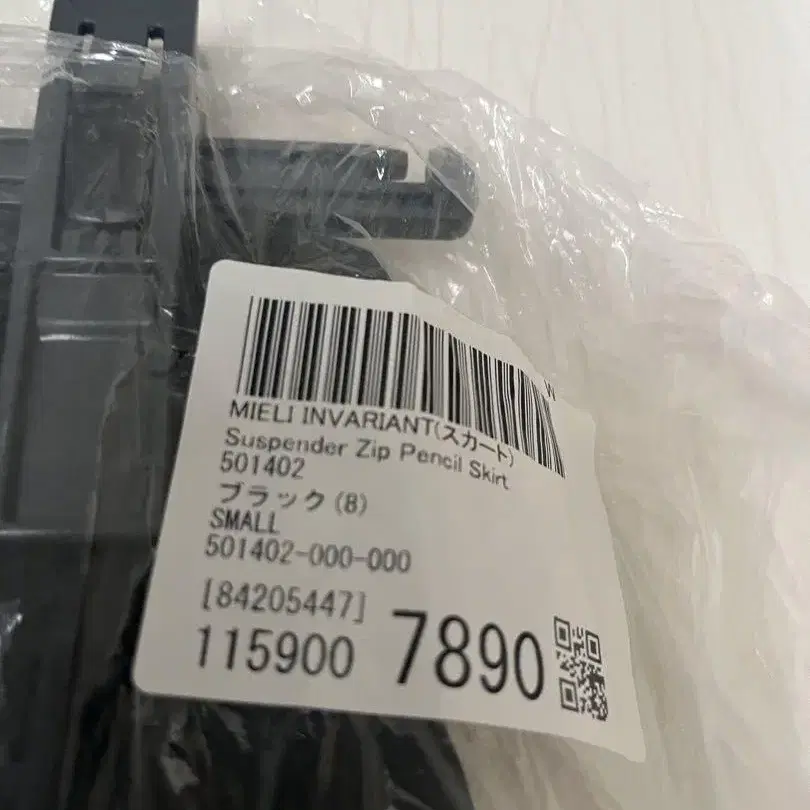 W
MIELI INVARIANT(スカート)
Suspender Zip Pencil Skirt
501402
ブラック(8)
SMALL
501402-000-000
[84205447]
115900 7890